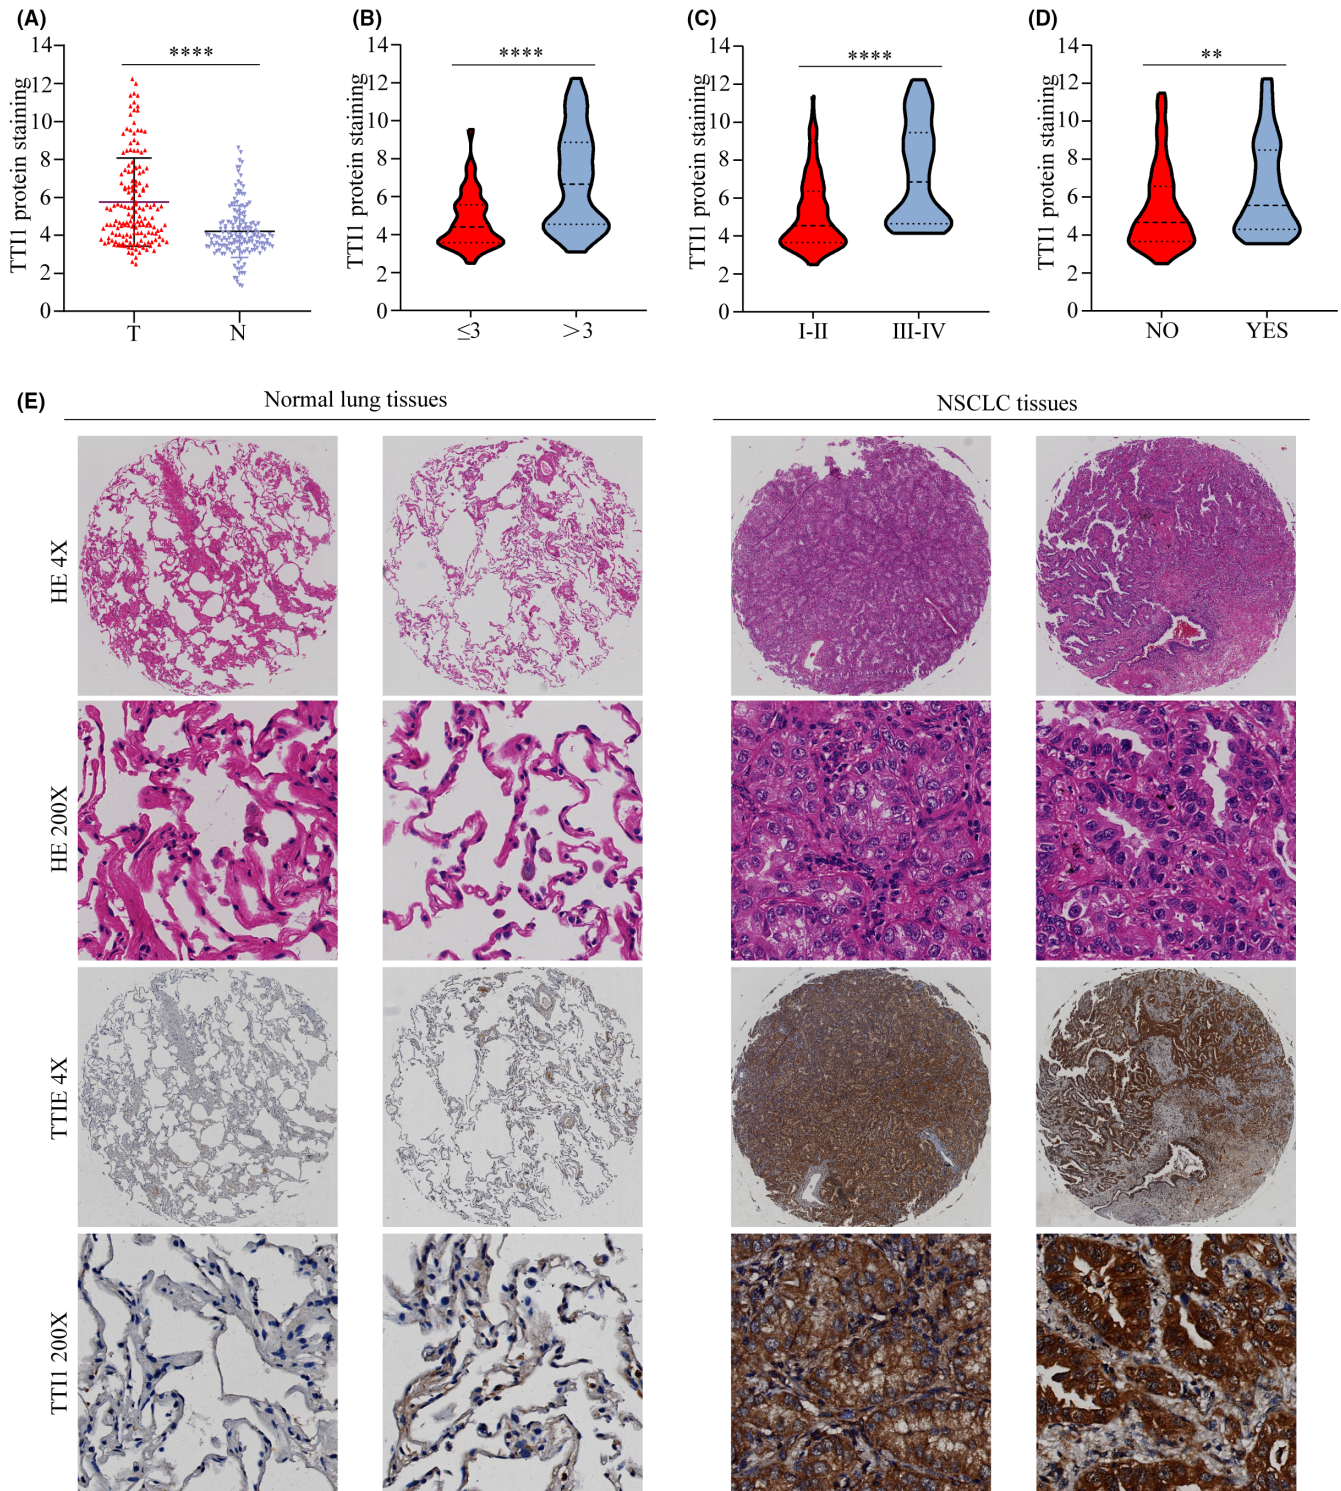 (A)
TTI1 protein staining
14
12
10
8
6
4
2
0
****
T
N
(B)
TTI1 protein staining
14
12
10
8
6
4
2
0
****
≤3
>3
(C)
TTI1 protein staining
14
12
10
8
6
4
2
0
****
I-II
III-IV
(D)
TTI1 protein staining
14
12
10
8
6
4
2
0
**
NO
YES
(E)
Normal lung tissues
NSCLC tissues
HE 4X
HE 200X
TTIE 4X
TTI1 200X